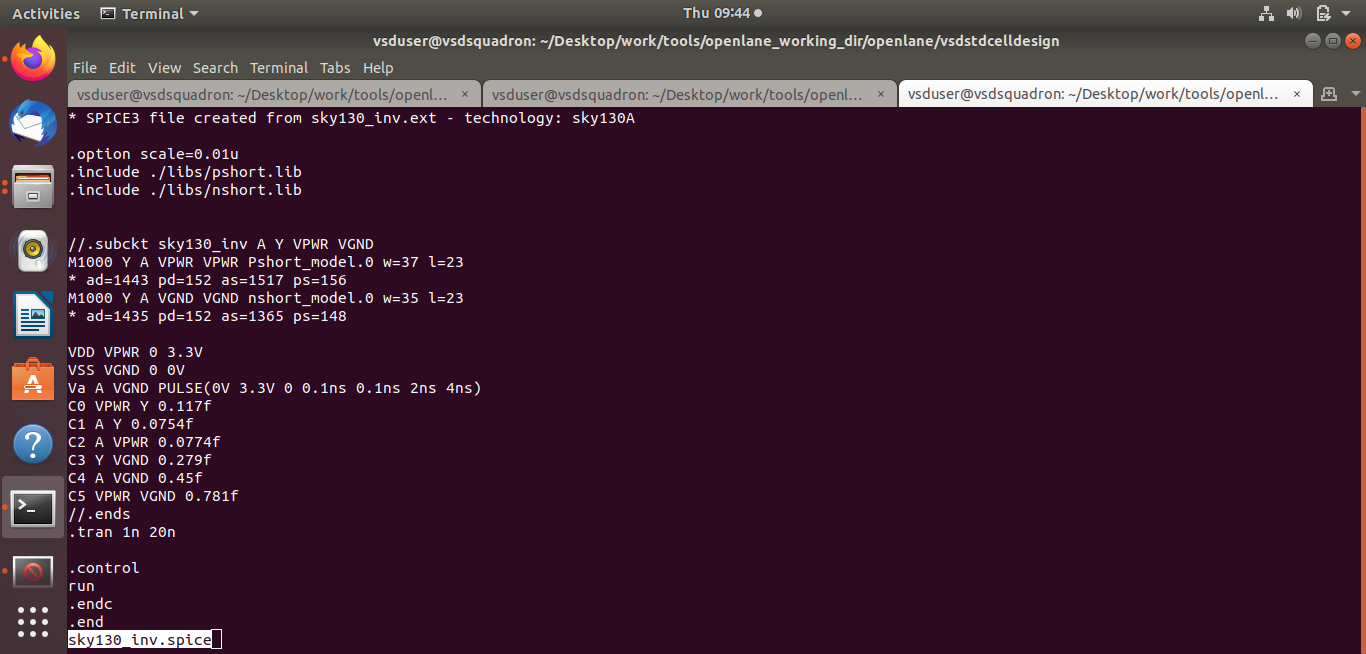 Activities Terminal Thu 09:44
vsduser@vsdsquadron: ~/Desktop/work/tools/openlane_working_dir/openlane/vsdstdcelldesign
File Edit View Search Terminal Tabs Help
vsduser@vsdsquadron: ~/Desktop/work/tools/openl... × vsduser@vsdsquadron: ~/Desktop/work/tools/openl... × vsduser@vsdsquadron: ~/Desktop/work/tools/openl... ×
* SPICE3 file created from sky130_inv.ext - technology: sky130A
.option scale=0.01u
.include ./libs/pshort.lib
.include ./libs/nshort.lib
//.subckt sky130_inv A Y VPWR VGND
M1000 Y A VPWR VPWR Pshort_model.0 w=37 l=23
* ad=1443 pd=152 as=1517 ps=156
M1000 Y A VGND VGND nshort_model.0 w=35 l=23
* ad=1435 pd=152 as=1365 ps=148
VDD VPWR 0 3.3V
VSS VGND 0 0V
Va A VGND PULSE(0V 3.3V 0 0.1ns 0.1ns 2ns 4ns)
C0 VPWR Y 0.117f
C1 A Y 0.0754f
C2 A VPWR 0.0774f
C3 Y VGND 0.279f
C4 A VGND 0.45f
C5 VPWR VGND 0.781f
//.ends
.tran 1n 20n
.control
run
.endc
.end
sky130_inv.spice